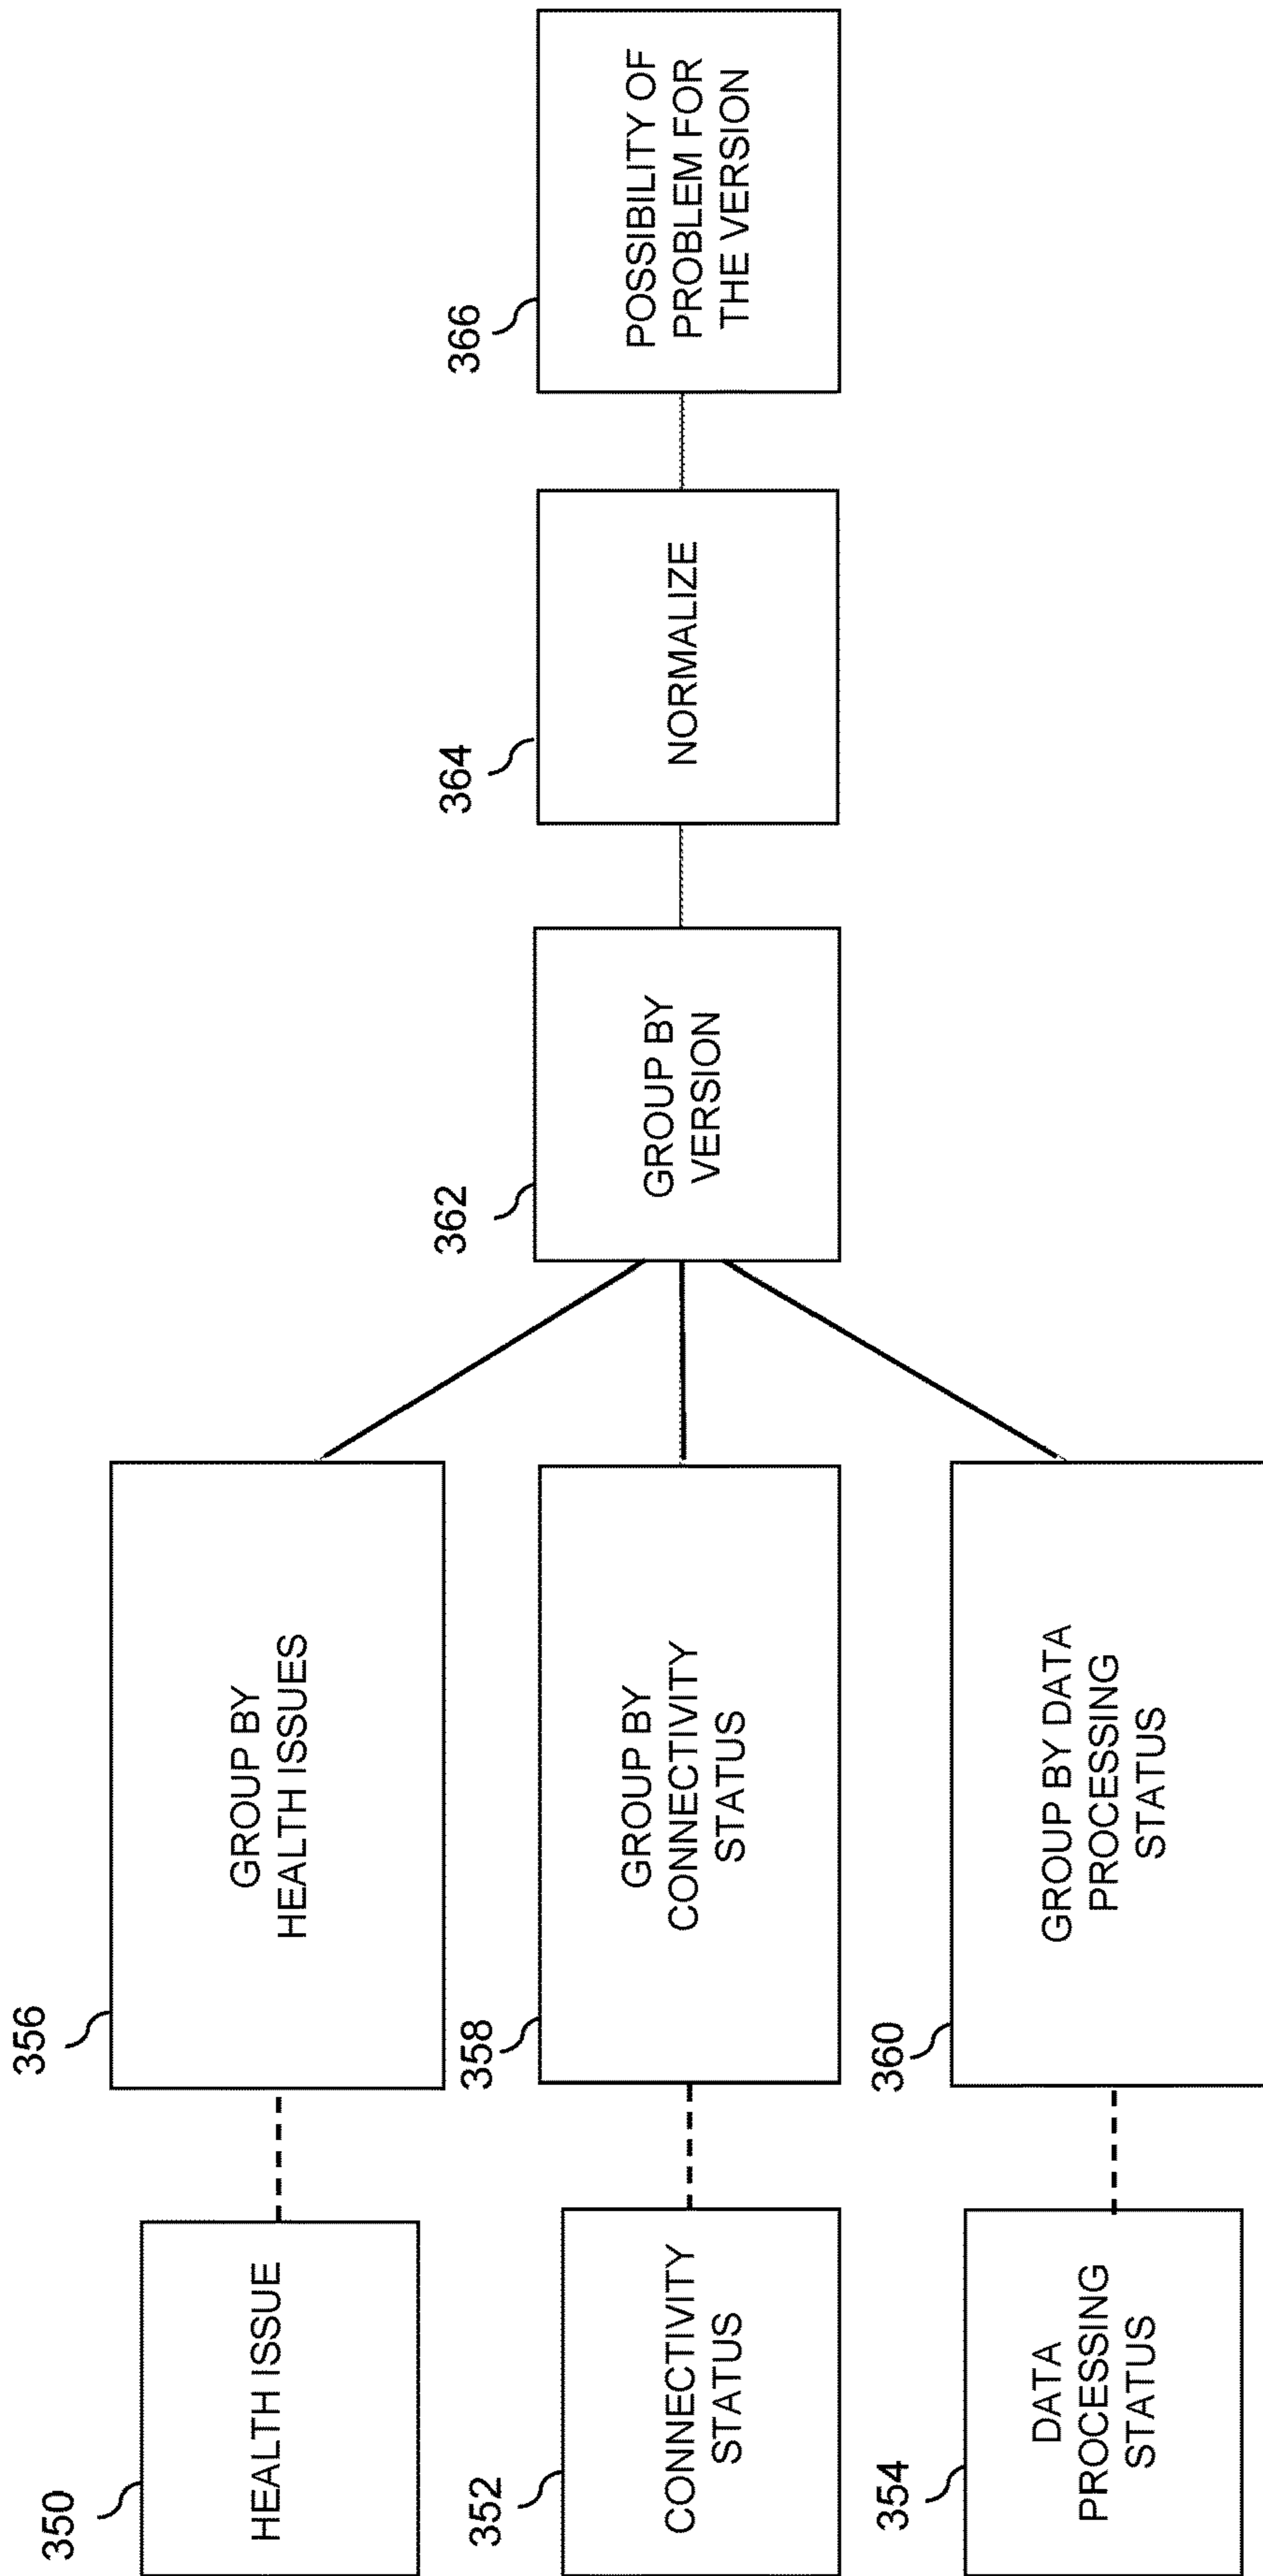 350
HEALTH ISSUE
352
CONNECTIVITY
STATUS
354
DATA
PROCESSING
STATUS
356
GROUP BY
HEALTH ISSUES
358
GROUP BY
CONNECTIVITY
STATUS
360
GROUP BY DATA
PROCESSING
STATUS
362
GROUP BY
VERSION
364
NORMALIZE
366
POSSIBILITY OF
PROBLEM FOR
THE VERSION